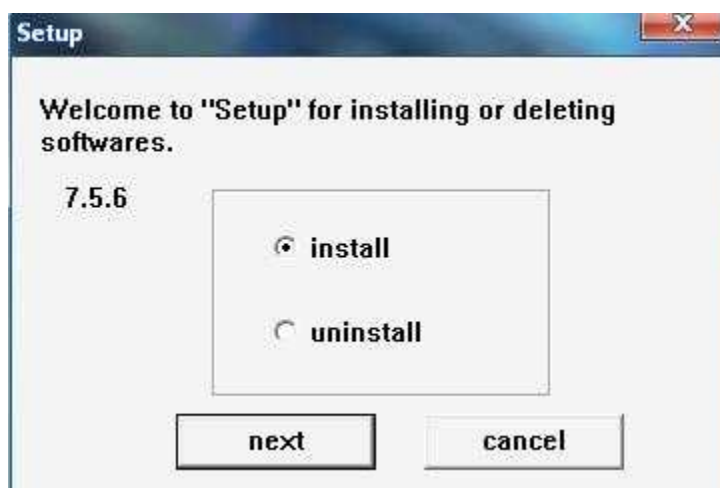 Setup
Welcome to "Setup" for installing or deleting
softwares.
7.5.6
install
uninstall
next
cancel